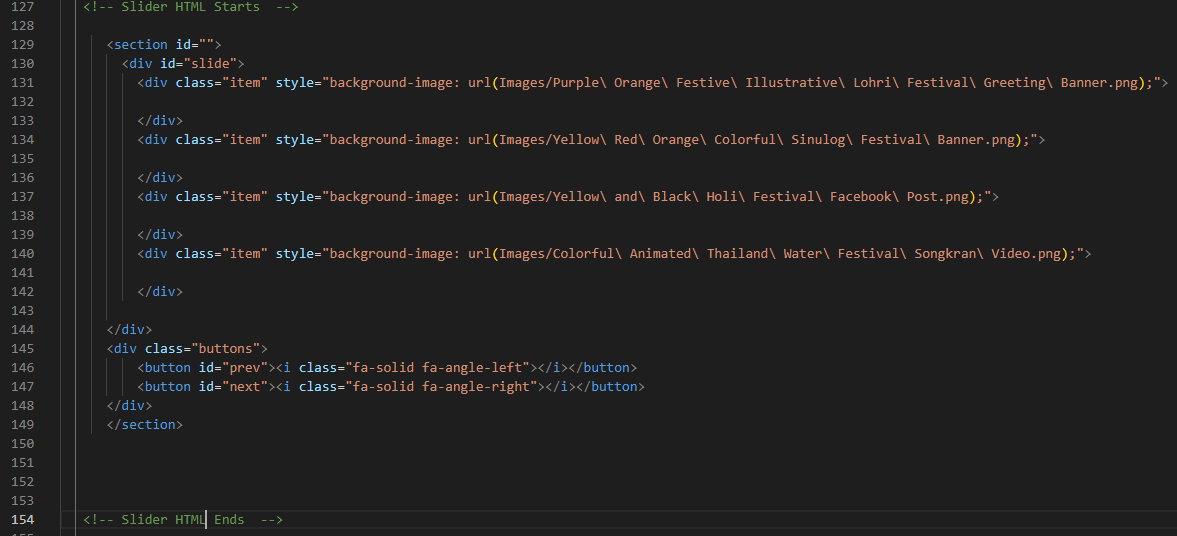 127 <!-- Slider HTML Starts  -->
128
129 <section id="">
130 <div id="slide">
131 <div class="item" style="background-image: url(Images/Purple\ Orange\ Festive\ Illustrative\ Lohri\ Festival\ Greeting\ Banner.png);">
132
133 </div>
134 <div class="item" style="background-image: url(Images/Yellow\ Red\ Orange\ Colorful\ Sinulog\ Festival\ Banner.png);">
135
136 </div>
137 <div class="item" style="background-image: url(Images/Yellow\ and\ Black\ Holi\ Festival\ Facebook\ Post.png);">
138
139 </div>
140 <div class="item" style="background-image: url(Images/Colorful\ Animated\ Thailand\ Water\ Festival\ Songkran\ Video.png);">
141
142 </div>
143
144 </div>
145 <div class="buttons">
146 <button id="prev"><i class="fa-solid fa-angle-left"></i></button>
147 <button id="next"><i class="fa-solid fa-angle-right"></i></button>
148 </div>
149 </section>
150
151
152
153
154 <!-- Slider HTML Ends  -->